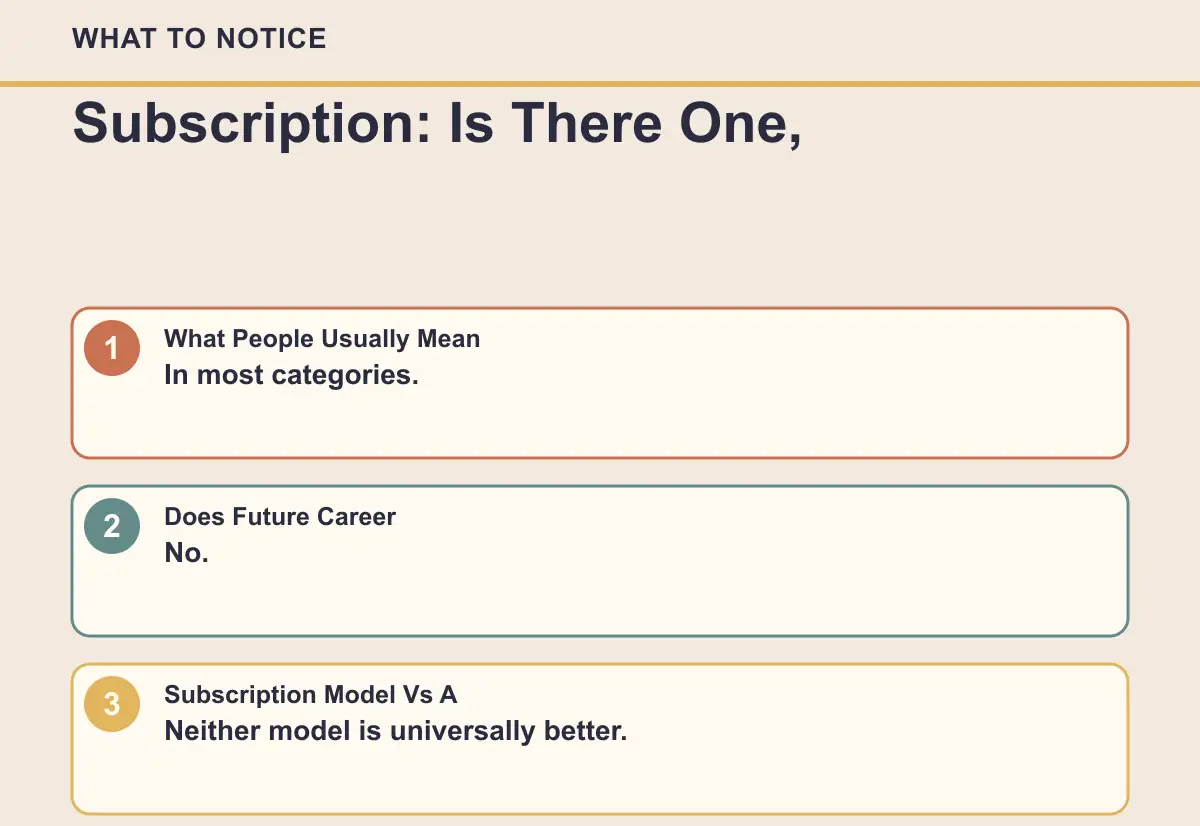 WHAT TO NOTICE
Subscription: Is There One,
1
What People Usually Mean
In most categories.
2
Does Future Career
No.
3
Subscription Model Vs A
Neither model is universally better.